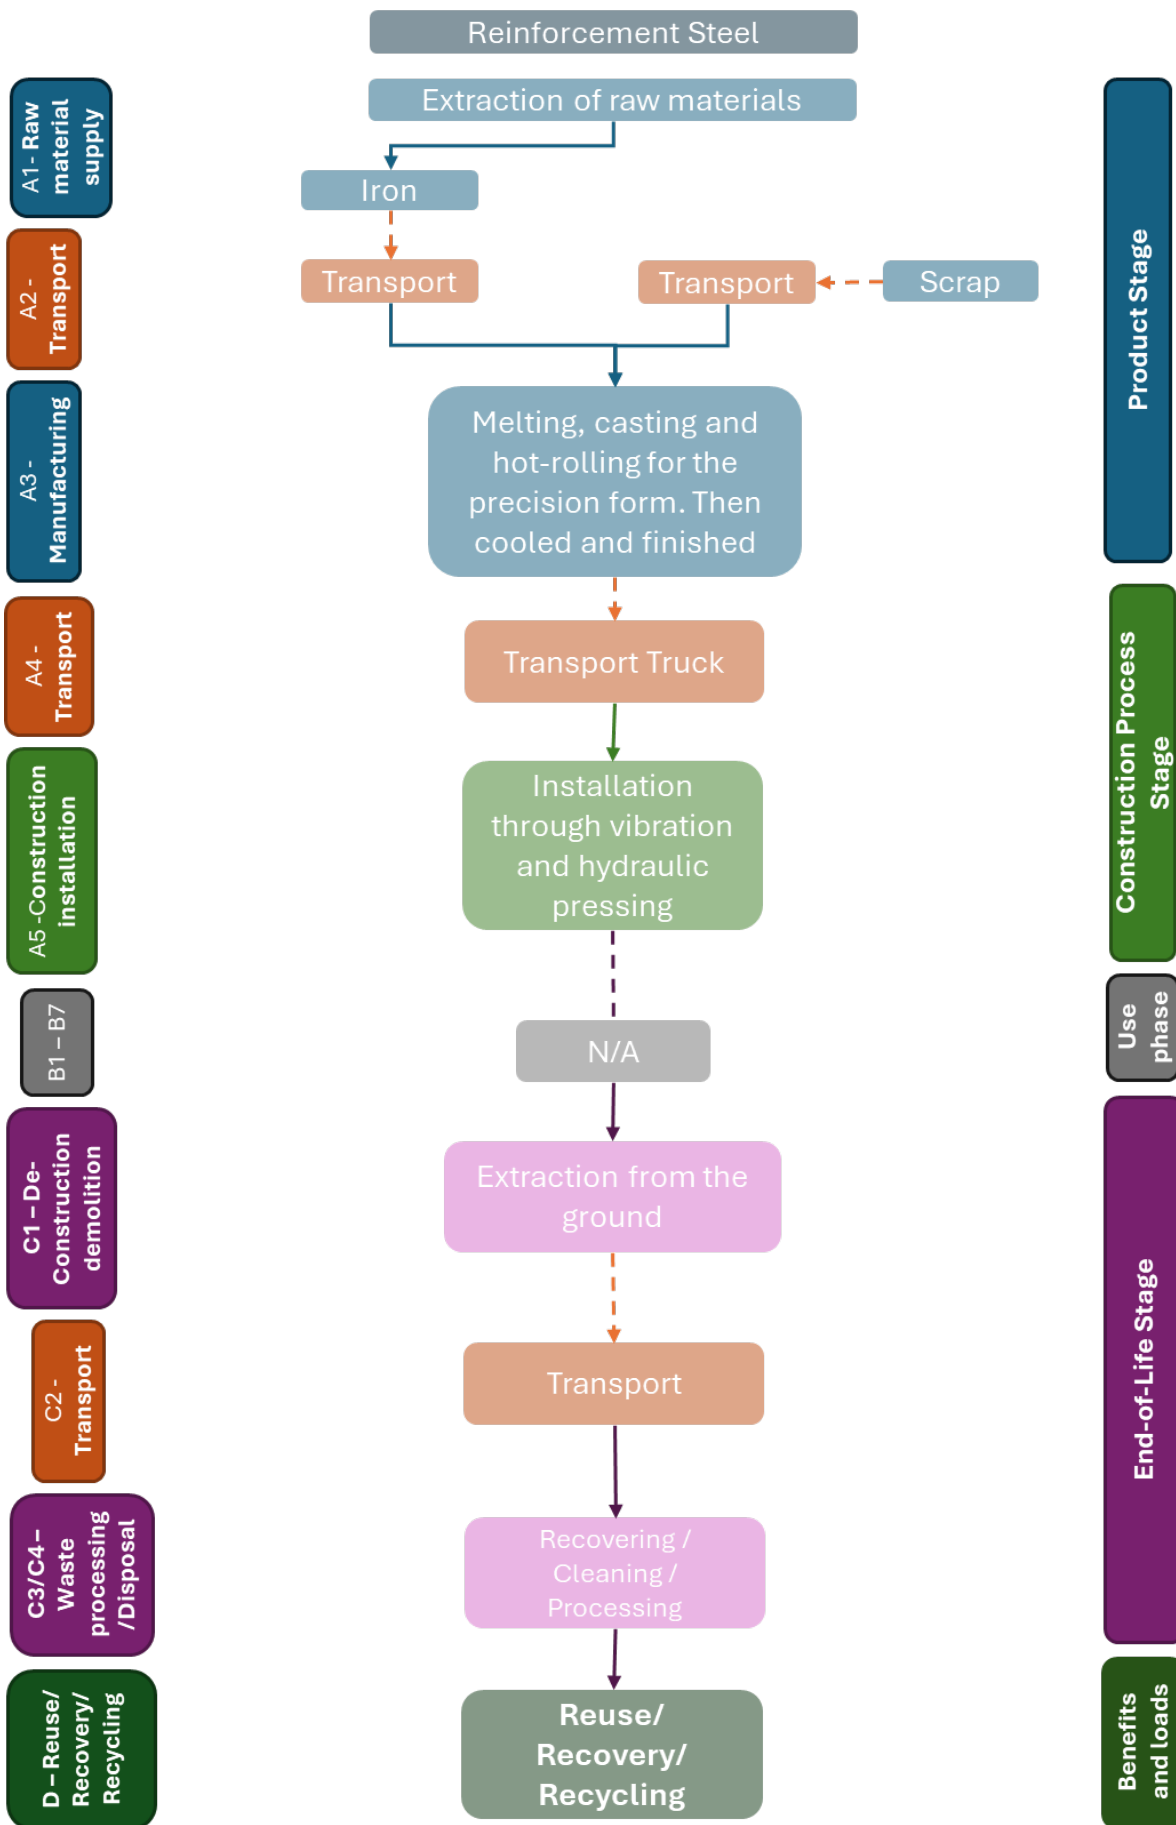 Reinforcement Steel
Extraction of raw materials
A1- Raw
material
supply
Iron
A2 -
Transport
Transport
Transport
Scrap
Product Stage
A3 -
Manufacturing
Melting, casting and
hot-rolling for the
precision form. Then
cooled and finished
A4 -
Transport
Transport Truck
Construction Process
Stage
A5 -Construction
installation
Installation
through vibration
and hydraulic
pressing
B1 – B7
N/A
Use
phase
C1 – De-
Construction
demolition
Extraction from the
ground
End-of-Life Stage
C2 -
Transport
Transport
C3/C4 –
Waste
processing
/Disposal
Recovering /
Cleaning /
Processing
D – Reuse/
Recovery/
Recycling
Reuse/
Recovery/
Recycling
Benefits
and loads